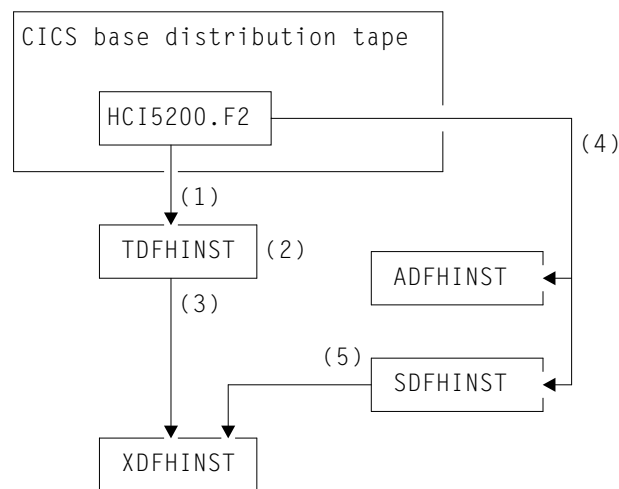 CICS base distribution tape
HCI5200.F2
(4)
(1)
TDFHINST (2)
(3)
ADFHINST
(5)
SDFHINST
XDFHINST